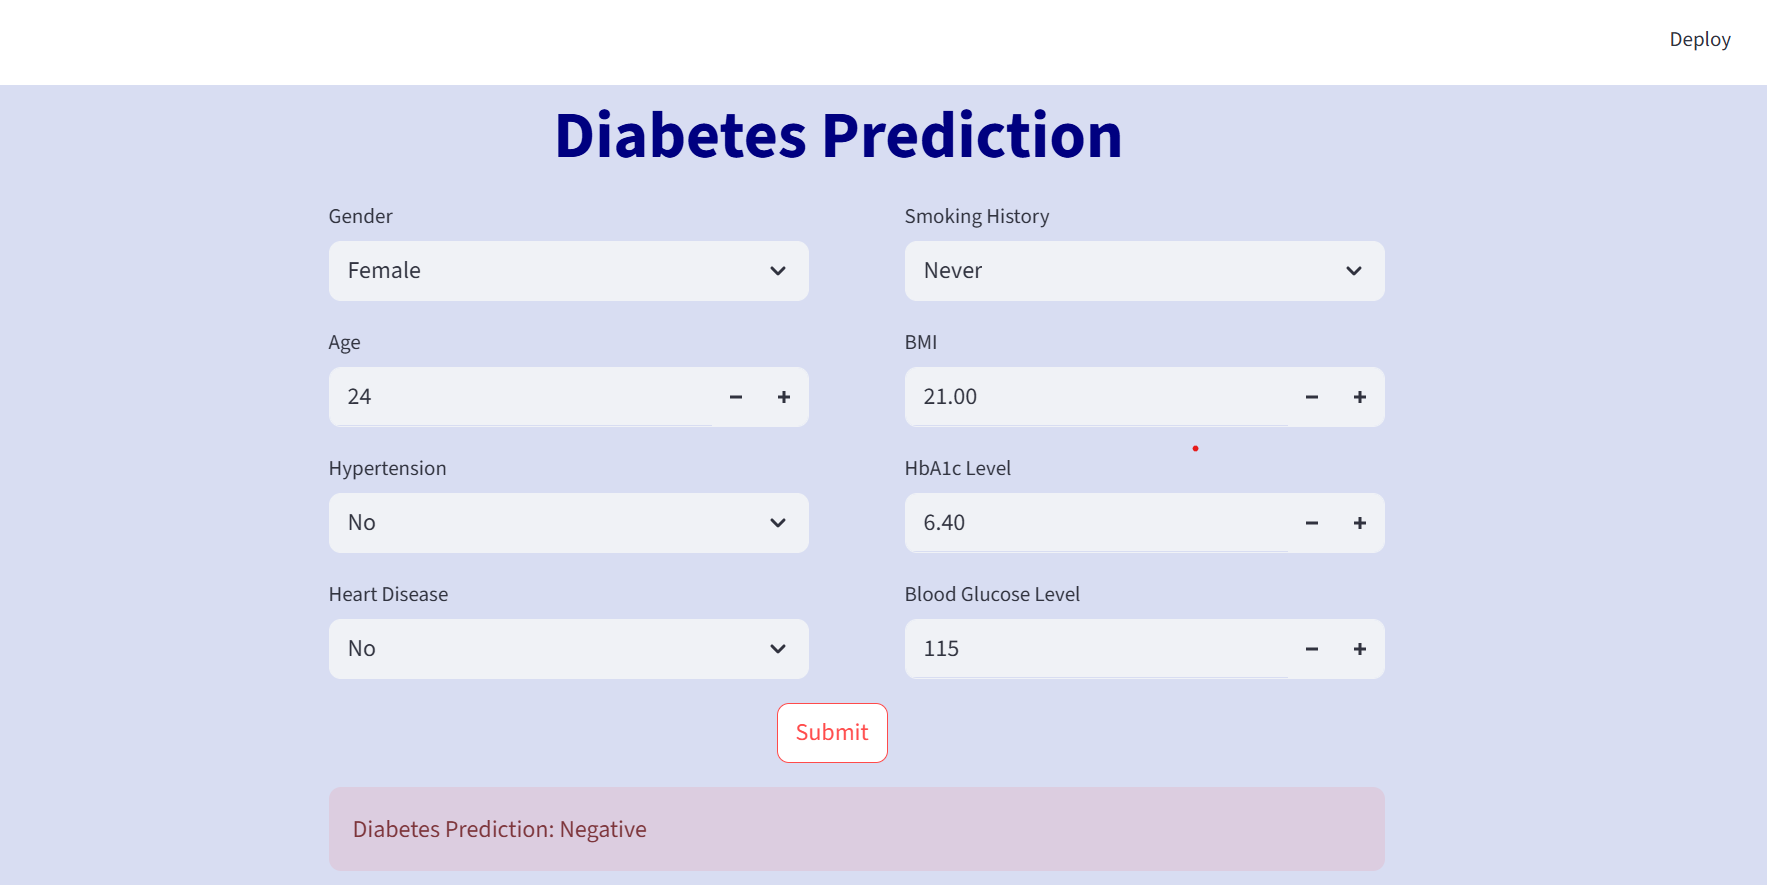 Deploy
Diabetes Prediction
Gender
Female
Smoking History
Never
Age
24
BMI
21.00
Hypertension
No
HbA1c Level
6.40
Heart Disease
No
Blood Glucose Level
115
Submit
Diabetes Prediction: Negative